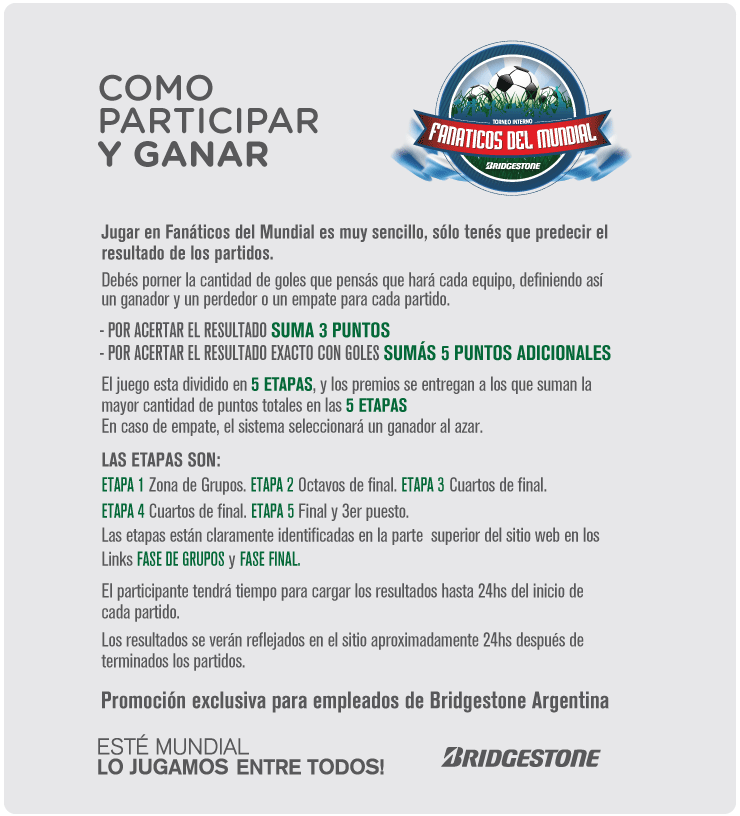 COMO
PARTICIPAR
Y GANAR
TORNEO INTERNO
FANATICOS DEL MUNDIAL
BRIDGESTONE
Jugar en Fanáticos del Mundial es muy sencillo, sólo tenés que predecir el
resultado de los partidos.
Debés porner la cantidad de goles que pensás que hará cada equipo, definiendo así
un ganador y un perdedor o un empate para cada partido.
- POR ACERTAR EL RESULTADO SUMA 3 PUNTOS
- POR ACERTAR EL RESULTADO EXACTO CON GOLES SUMÁS 5 PUNTOS ADICIONALES
El juego esta dividido en 5 ETAPAS, y los premios se entregan a los que suman la
mayor cantidad de puntos totales en las 5 ETAPAS
En caso de empate, el sistema seleccionará un ganador al azar.
LAS ETAPAS SON:
ETAPA 1 Zona de Grupos. ETAPA 2 Octavos de final. ETAPA 3 Cuartos de final.
ETAPA 4 Cuartos de final. ETAPA 5 Final y 3er puesto.
Las etapas están claramente identificadas en la parte superior del sitio web en los
Links FASE DE GRUPOS y FASE FINAL.
El participante tendrá tiempo para cargar los resultados hasta 24hs del inicio de
cada partido.
Los resultados se verán reflejados en el sitio aproximadamente 24hs después de
terminados los partidos.
Promoción exclusiva para empleados de Bridgestone Argentina
ESTÉ MUNDIAL
LO JUGAMOS ENTRE TODOS!
BRIDGESTONE